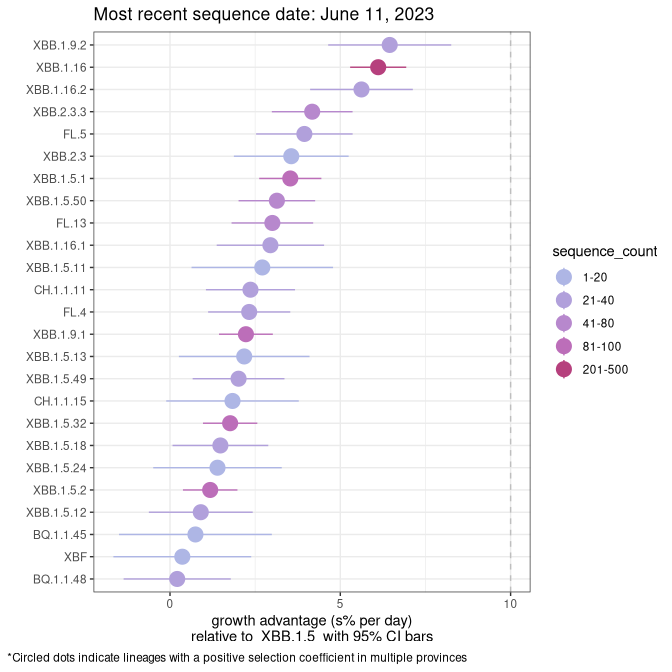 Most recent sequence date: June 11, 2023
XBB.1.9.2
XBB.1.16
XBB.1.16.2
XBB.2.3.3
FL.5
XBB.2.3
XBB.1.5.1
XBB.1.5.50
FL.13
XBB.1.16.1
XBB.1.5.11
CH.1.1.11
FL.4
XBB.1.9.1
XBB.1.5.13
XBB.1.5.49
CH.1.1.15
XBB.1.5.32
XBB.1.5.18
XBB.1.5.24
XBB.1.5.2
XBB.1.5.12
BQ.1.1.45
XBF
BQ.1.1.48
0 5 10
growth advantage (s% per day)
relative to XBB.1.5 with 95% CI bars
sequence_count
1-20
21-40
41-80
81-100
201-500
*Circled dots indicate lineages with a positive selection coefficient in multiple provinces